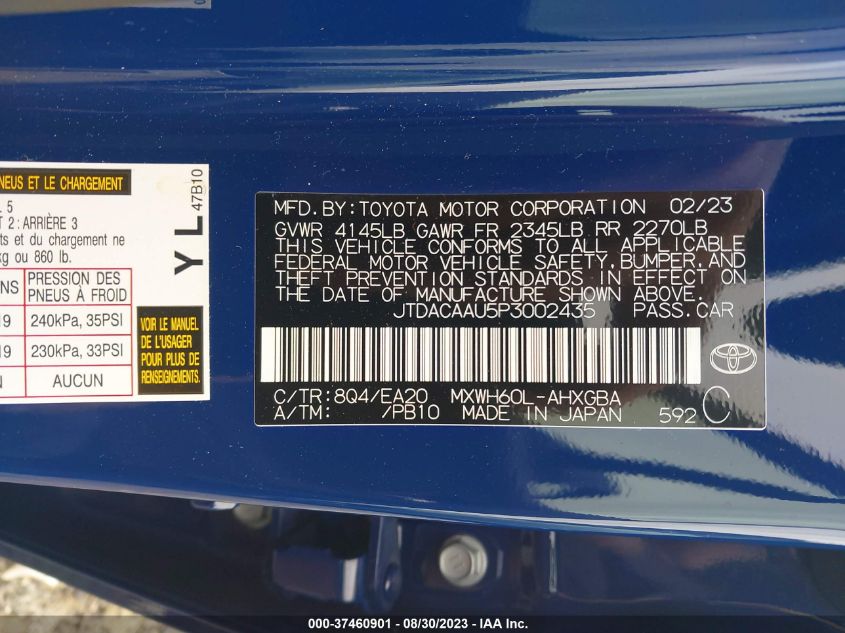 NEUS ET LE CHARGEMENT
5
2 : ARRIÈRE 3
et du chargement ne
kg ou 860 lb.
PRESSION DES
PNEUS À FROID
19
240kPa, 35PSI
19
230kPa, 33PSI
AUCUN
YL
47B10
VOIR LE MANUEL
DE L'USAGER
POUR PLUS DE
RENSEIGNEMENTS.
MFD.BY:TOYOTA MOTOR CORPORATION 02/23
GVWR 4145LB GAWR FR 2345LB RR 2270LB
THIS VEHICLE CONFORMS TO ALL APPLICABLE
FEDERAL MOTOR VEHICLE SAFETY, BUMPER, AND
THEFT PREVENTION STANDARDS IN EFFECT ON
THE DATE OF MANUFACTURE SHOWN ABOVE.
JTDACAAU5P3002435 PASS.CAR
C/TR:8Q4/EA20 MXWH60L-AHXGBA
A/TM: /PB10 MADE IN JAPAN 592 C
000-37460901 - 08/30/2023 - IAA Inc.